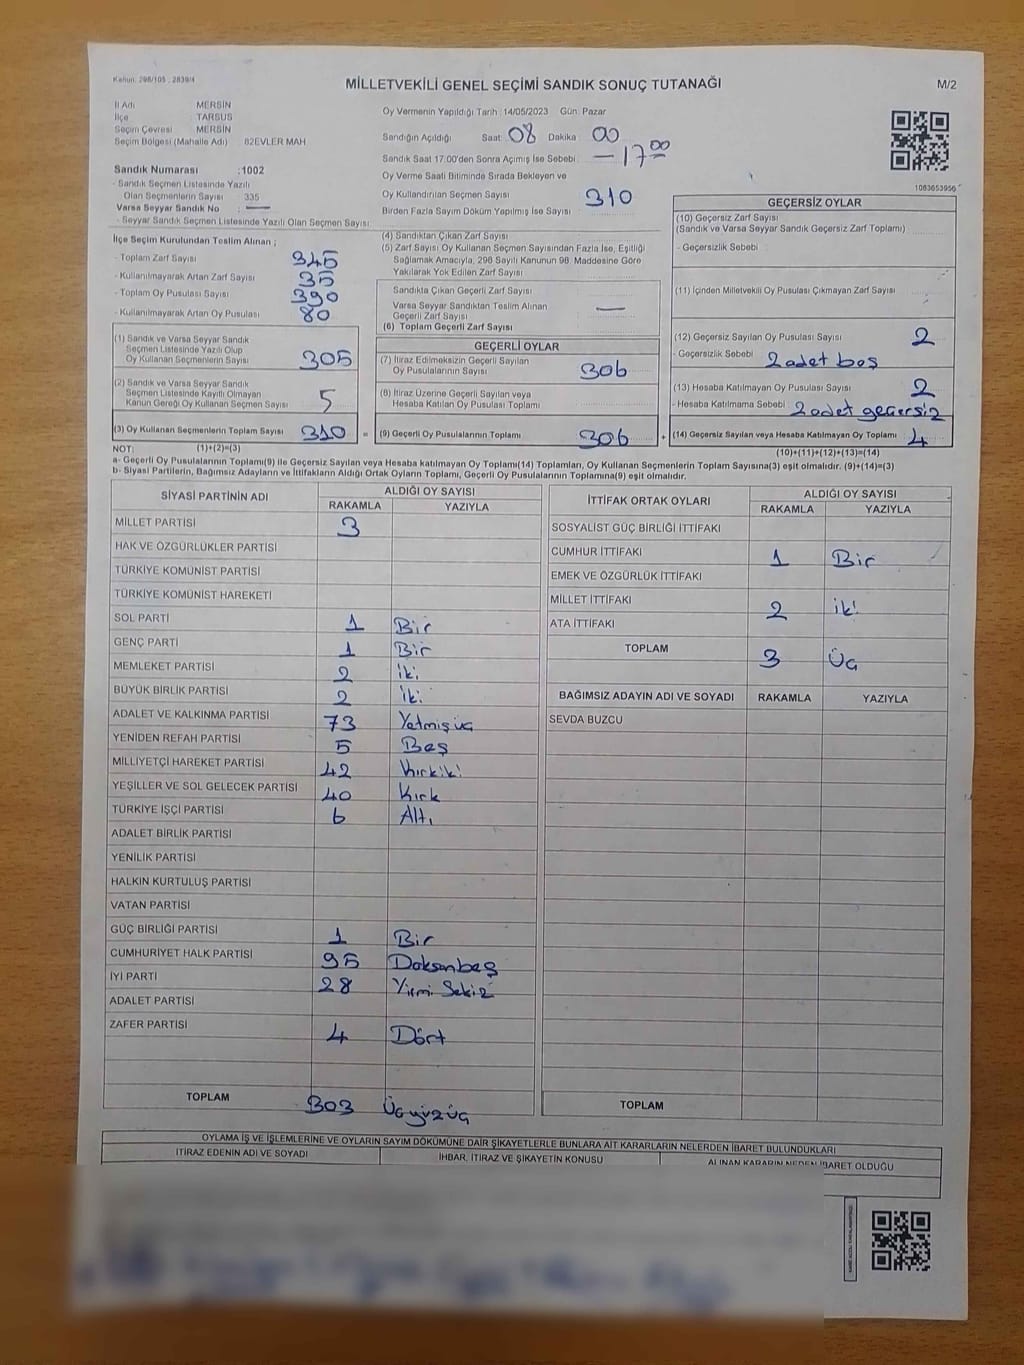 Kanun: 298/105 ; 2839/4
MİLLETVEKİLİ GENEL SEÇİMİ SANDIK SONUÇ TUTANAĞI
M/2
İl Adı MERSİN
İlçe TARSUS
Seçim Çevresi MERSİN
Seçim Bölgesi (Mahalle Adı) 82EVLER MAH
Sandık Numarası :1002
- Sandık Seçmen Listesinde Yazılı
Olan Seçmenlerin Sayısı 335
Varsa Seyyar Sandık No : —
- Seyyar Sandık Seçmen Listesinde Yazılı Olan Seçmen Sayısı:
Oy Vermenin Yapıldığı Tarih :14/05/2023 Gün: Pazar
Sandığın Açıldığı Saat: 08 Dakika 00
Sandık Saat 17.00'den Sonra Açımış İse Sebebi — 17 00
Oy Verme Saati Bitiminde Sırada Bekleyen ve
Oy Kullandırılan Seçmen Sayısı 310
Birden Fazla Sayım Döküm Yapılmış İse Sayısı
1083653956
İlçe Seçim Kurulundan Teslim Alınan ;
- Toplam Zarf Sayısı 345
- Kullanılmayarak Artan Zarf Sayısı 35
- Toplam Oy Pusulası Sayısı 390
- Kullanılmayarak Artan Oy Pusulası 80
(4) Sandıktan Çıkan Zarf Sayısı
(5) Zarf Sayısı Oy Kullanan Seçmen Sayısından Fazla İse, Eşitliği
Sağlamak Amacıyla, 298 Sayılı Kanunun 98. Maddesine Göre
Yakılarak Yok Edilen Zarf Sayısı
Sandıkta Çıkan Geçerli Zarf Sayısı
Varsa Seyyar Sandıktan Teslim Alınan
Geçerli Zarf Sayısı —
(6) Toplam Geçerli Zarf Sayısı
GEÇERSİZ OYLAR
(10) Geçersiz Zarf Sayısı
(Sandık ve Varsa Seyyar Sandık Geçersiz Zarf Toplamı)
- Geçersizlik Sebebi
(11) İçinden Milletvekili Oy Pusulası Çıkmayan Zarf Sayısı
(12) Geçersiz Sayılan Oy Pusulası Sayısı 2
- Geçersizlik Sebebi 2 adet boş
(13) Hesaba Katılmayan Oy Pusulası Sayısı 2
- Hesaba Katılmama Sebebi 2 adet geçersiz
(14) Geçersiz Sayılan veya Hesaba Katılmayan Oy Toplamı 4
(1) Sandık ve Varsa Seyyar Sandık
Seçmen Listesinde Yazılı Olup
Oy Kullanan Seçmenlerin Sayısı 305
(2) Sandık ve Varsa Seyyar Sandık
Seçmen Listesinde Kayıtlı Olmayan
Kanun Gereği Oy Kullanan Seçmen Sayısı 5
(3) Oy Kullanan Seçmenlerin Toplam Sayısı 310 =
GEÇERLİ OYLAR
(7) İtiraz Edilmeksizin Geçerli Sayılan
Oy Pusulalarının Sayısı 306
(8) İtiraz Üzerine Geçerli Sayılan veya
Hesaba Katılan Oy Pusulası Toplamı
(9) Geçerli Oy Pusulalarının Toplamı 306 +
NOT: (1)+(2)=(3)
(10)+(11)+(12)+(13)=(14)
a- Geçerli Oy Pusulalarının Toplamı(9) ile Geçersiz Sayılan veya Hesaba katılmayan Oy Toplamı(14) Toplamları, Oy Kullanan Seçmenlerin Toplam Sayısına(3) eşit olmalıdır. (9)+(14)=(3)
b- Siyasi Partilerin, Bağımsız Adayların ve İttifakların Aldığı Ortak Oyların Toplamı, Geçerli Oy Pusulalarının Toplamına(9) eşit olmalıdır.
SİYASİ PARTİNİN ADI ALDIĞI OY SAYISI
RAKAMLA YAZIYLA
MİLLET PARTİSİ 3
HAK VE ÖZGÜRLÜKLER PARTİSİ
TÜRKİYE KOMÜNİST PARTİSİ
TÜRKİYE KOMÜNİST HAREKETİ
SOL PARTİ 1 Bir
GENÇ PARTİ 1 Bir
MEMLEKET PARTİSİ 2 iki
BÜYÜK BİRLİK PARTİSİ 2 iki
ADALET VE KALKINMA PARTİSİ 73 Yetmişüç
YENİDEN REFAH PARTİSİ 5 Beş
MİLLİYETÇİ HAREKET PARTİSİ 42 Kırkiki
YEŞİLLER VE SOL GELECEK PARTİSİ 40 Kırk
TÜRKİYE İŞÇİ PARTİSİ 6 Altı
ADALET BİRLİK PARTİSİ
YENİLİK PARTİSİ
HALKIN KURTULUŞ PARTİSİ
VATAN PARTİSİ
GÜÇ BİRLİĞİ PARTİSİ 1 Bir
CUMHURİYET HALK PARTİSİ 95 Doksanbeş
İYİ PARTİ 28 Yirmi Sekiz
ADALET PARTİSİ
ZAFER PARTİSİ 4 Dört
TOPLAM 303 Üçyüzüç
İTTİFAK ORTAK OYLARI ALDIĞI OY SAYISI
RAKAMLA YAZIYLA
SOSYALİST GÜÇ BİRLİĞİ İTTİFAKI
CUMHUR İTTİFAKI 1 Bir
EMEK VE ÖZGÜRLÜK İTTİFAKI
MİLLET İTTİFAKI 2 iki
ATA İTTİFAKI
TOPLAM 3 Üç
BAĞIMSIZ ADAYIN ADI VE SOYADI RAKAMLA YAZIYLA
SEVDA BUZCU
TOPLAM
OYLAMA İŞ VE İŞLEMLERİNE VE OYLARIN SAYIM DÖKÜMÜNE DAİR ŞİKAYETLERLE BUNLARA AİT KARARLARIN NELERDEN İBARET BULUNDUKLARI
İTİRAZ EDENİN ADI VE SOYADI İHBAR, İTİRAZ VE ŞİKAYETİN KONUSU ALINAN KARARIN NEDEN İBARET OLDUĞU